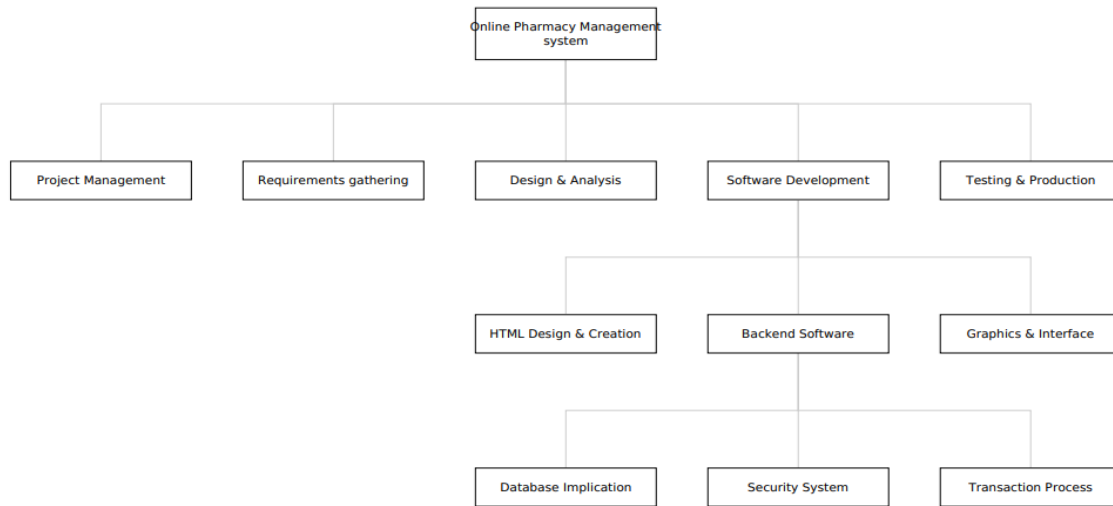 Online Pharmacy Management
system
Project Management
Requirements gathering
Design & Analysis
Software Development
Testing & Production
HTML Design & Creation
Backend Software
Graphics & Interface
Database Implication
Security System
Transaction Process